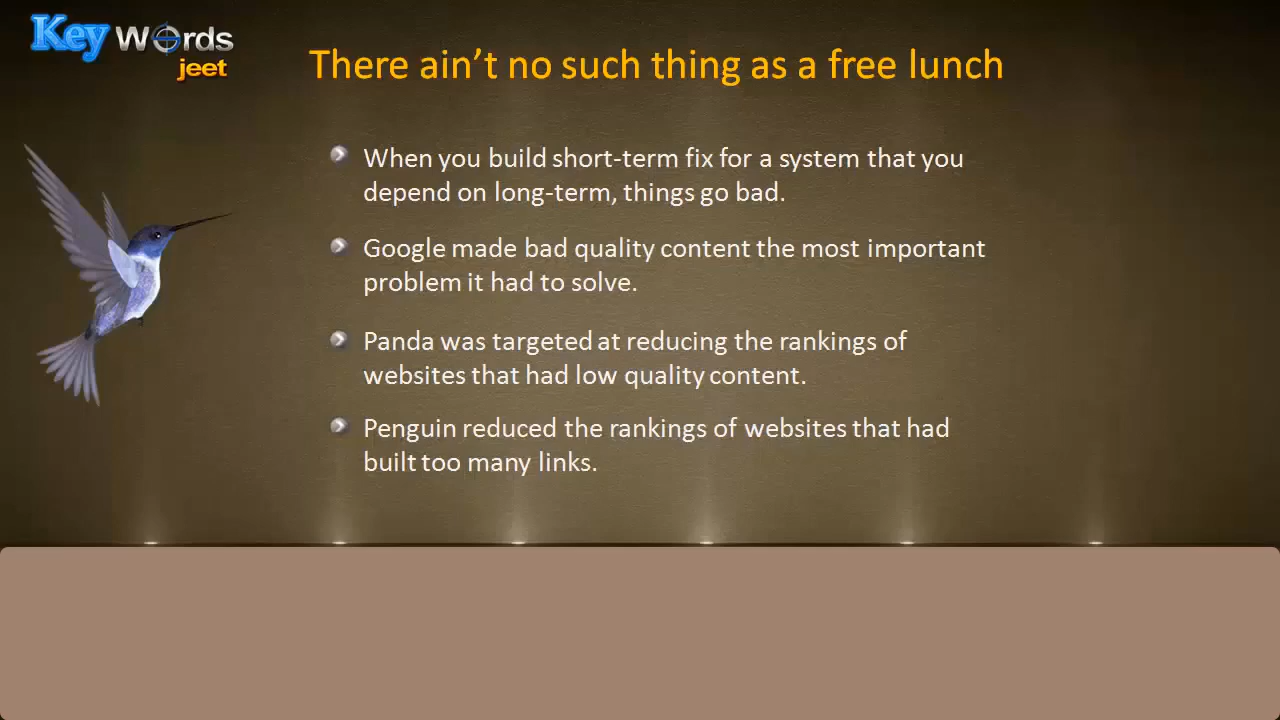 Key Words
jeet
There ain't no such thing as a free lunch
When you build short-term fix for a system that you
depend on long-term, things go bad.
Google made bad quality content the most important
problem it had to solve.
Panda was targeted at reducing the rankings of
websites that had low quality content.
Penguin reduced the rankings of websites that had
built too many links.